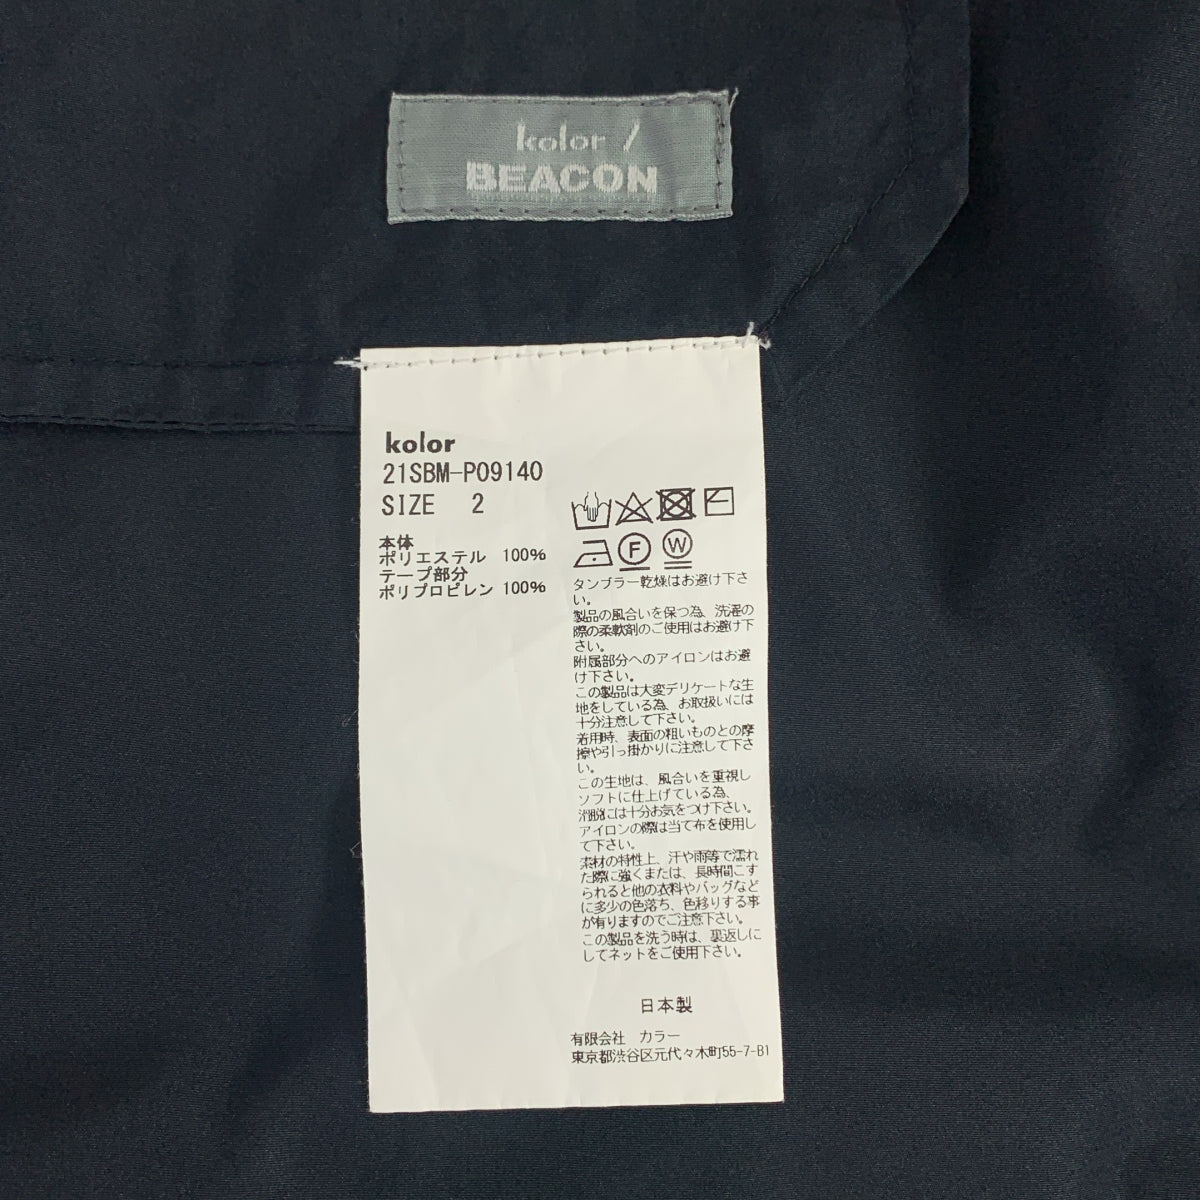 kolor /
BEACON
kolor
21SBM-P09140
SIZE 2
本体
ポリエステル 100%
テープ部分
ポリプロピレン 100%
F
W
タンブラー乾燥はお避け下さ
い。
製品の風合いを保つ為、洗濯の
際の柔軟剤のご使用はお避け下
さい。
附属部分へのアイロンはお避
け下さい。
この製品は大変デリケートな生
地をしている為、お取扱いには
十分注意して下さい。
着用時、表面の粗いものとの摩
擦や引っ掛かりに注意して下さ
い。
この生地は、風合いを重視し
ソフトに仕上げている為、
滑脱には十分お気をつけ下さい。
アイロンの際は当て布を使用し
て下さい。
素材の特性上、汗や雨等で濡れ
た際に強くまたは、長時間こす
られると他の衣料やバッグなど
に多少の色落ち、色移りする事
が有りますのでご注意下さい。
この製品を洗う時は、裏返しに
してネットをご使用下さい。
日本製
有限会社 カラー
東京都渋谷区元代々木町55-7-B1